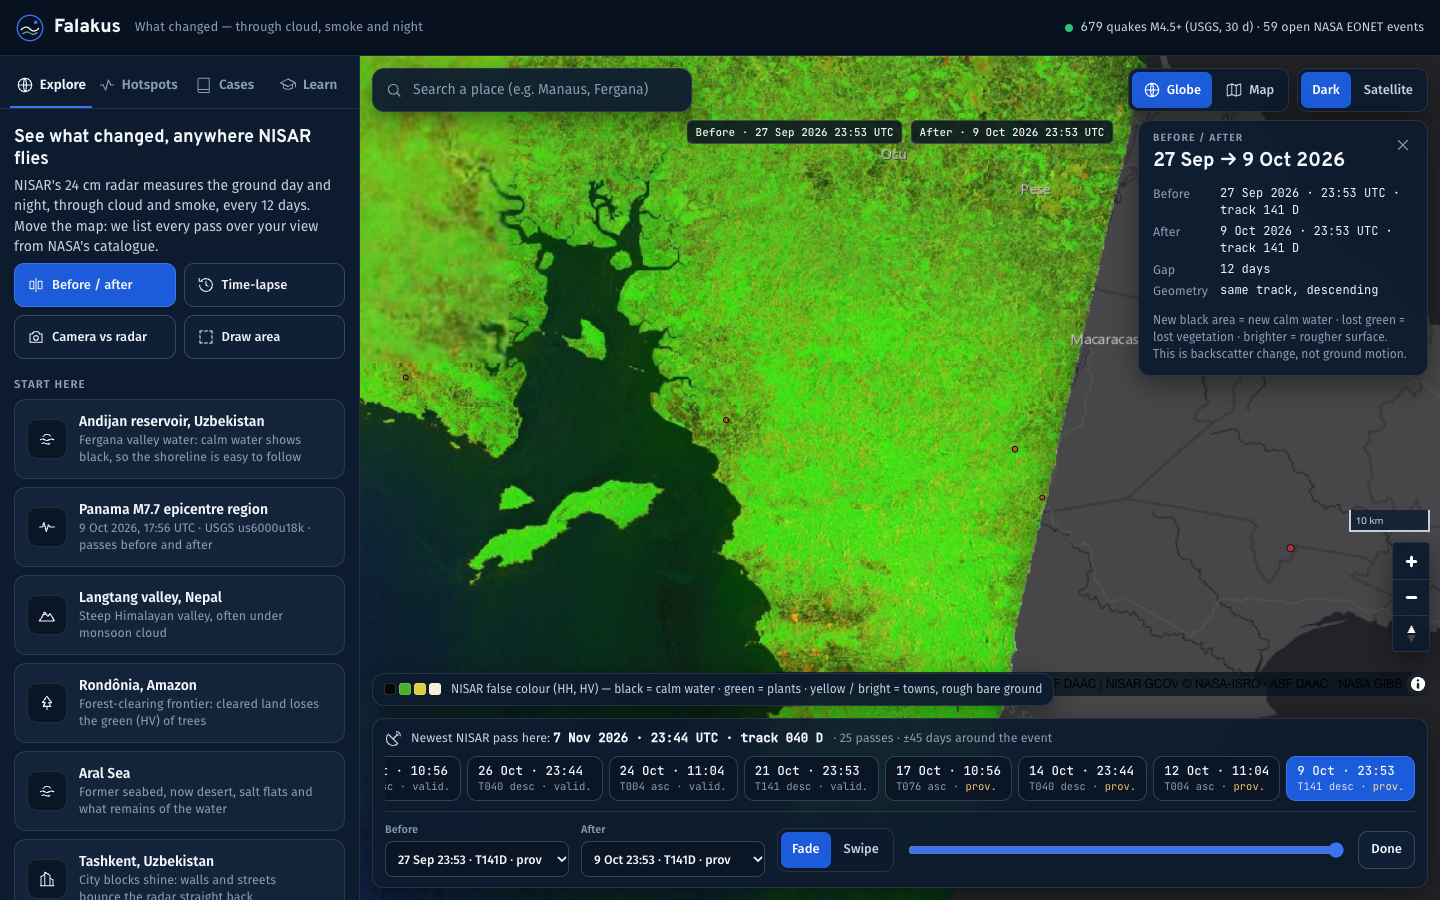 Falakus
What changed — through cloud, smoke and night
679 quakes M4.5+ (USGS, 30 d) · 59 open NASA EONET events
Explore
Hotspots
Cases
Learn
See what changed, anywhere NISAR
flies
NISAR's 24 cm radar measures the ground day and
night, through cloud and smoke, every 12 days.
Move the map: we list every pass over your view
from NASA's catalogue.
Before / after
Time-lapse
Camera vs radar
Draw area
START HERE
Andijan reservoir, Uzbekistan
Fergana valley water: calm water shows
black, so the shoreline is easy to follow
Panama M7.7 epicentre region
9 Oct 2026, 17:56 UTC · USGS us6000u18k ·
passes before and after
Langtang valley, Nepal
Steep Himalayan valley, often under
monsoon cloud
Rondônia, Amazon
Forest-clearing frontier: cleared land loses
the green (HV) of trees
Aral Sea
Former seabed, now desert, salt flats and
what remains of the water
Tashkent, Uzbekistan
City blocks shine: walls and streets
bounce the radar straight back
Search a place (e.g. Manaus, Fergana)
Globe
Map
Dark
Satellite
Before · 27 Sep 2026 23:53 UTC
After · 9 Oct 2026 23:53 UTC
Ocú
Pesé
Macaracas
BEFORE / AFTER
27 Sep → 9 Oct 2026
Before 27 Sep 2026 · 23:53 UTC ·
track 141 D
After 9 Oct 2026 · 23:53 UTC ·
track 141 D
Gap 12 days
Geometry same track, descending
New black area = new calm water · lost green =
lost vegetation · brighter = rougher surface.
This is backscatter change, not ground motion.
10 km
NISAR false colour (HH, HV) — black = calm water · green = plants · yellow / bright = towns, rough bare ground
F DAAC | NISAR GCOV © NASA-ISRO · ASF DAAC · NASA GIBS
Newest NISAR pass here: 7 Nov 2026 · 23:44 UTC · track 040 D · 25 passes · ±45 days around the event
· 10:56
· valid.
26 Oct · 23:44
T040 desc · valid.
24 Oct · 11:04
T004 asc · valid.
21 Oct · 23:53
T141 desc · valid.
17 Oct · 10:56
T076 asc · prov.
14 Oct · 23:44
T040 desc · prov.
12 Oct · 11:04
T004 asc · prov.
9 Oct · 23:53
T141 desc · prov.
Before
27 Sep 23:53 · T141D · prov
After
9 Oct 23:53 · T141D · prov
Fade
Swipe
Done